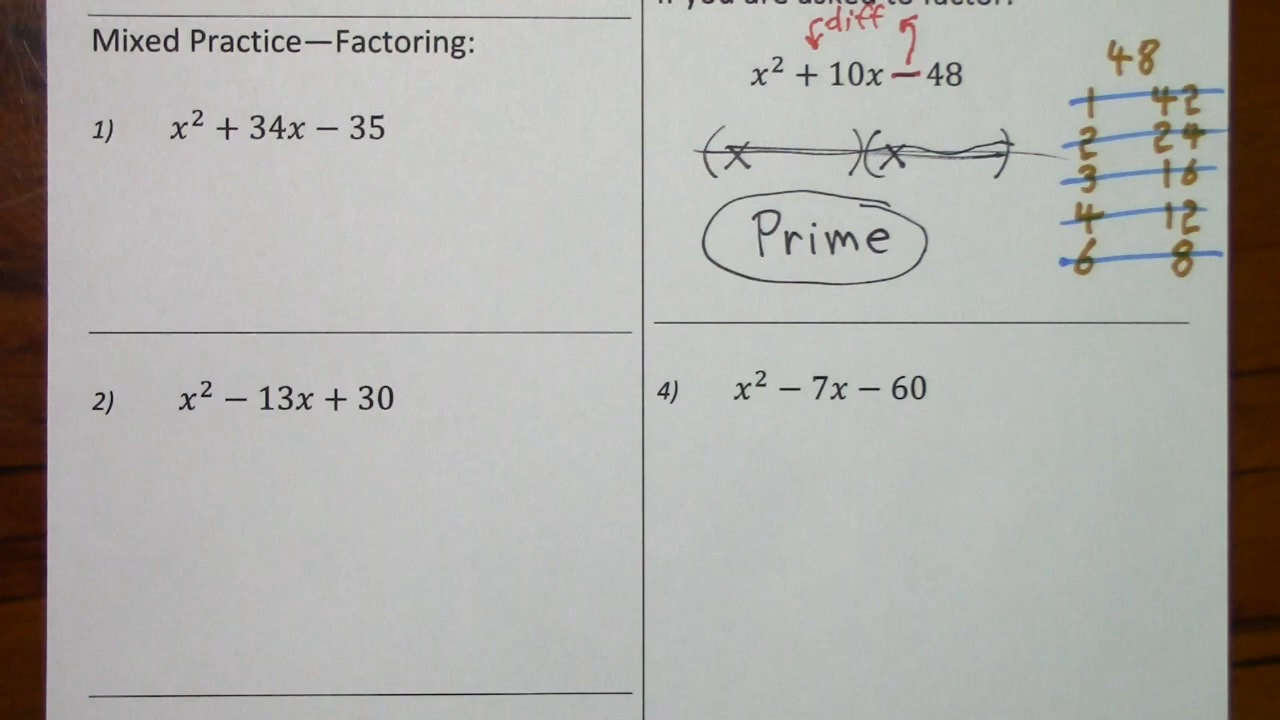 Mixed Practice—Factoring:
1) x² + 34x − 35
2) x² − 13x + 30
diff
x² + 10x − 48
(x )(x )
Prime
48
1 42
2 24
3 16
4 12
6 8
4) x² − 7x − 60